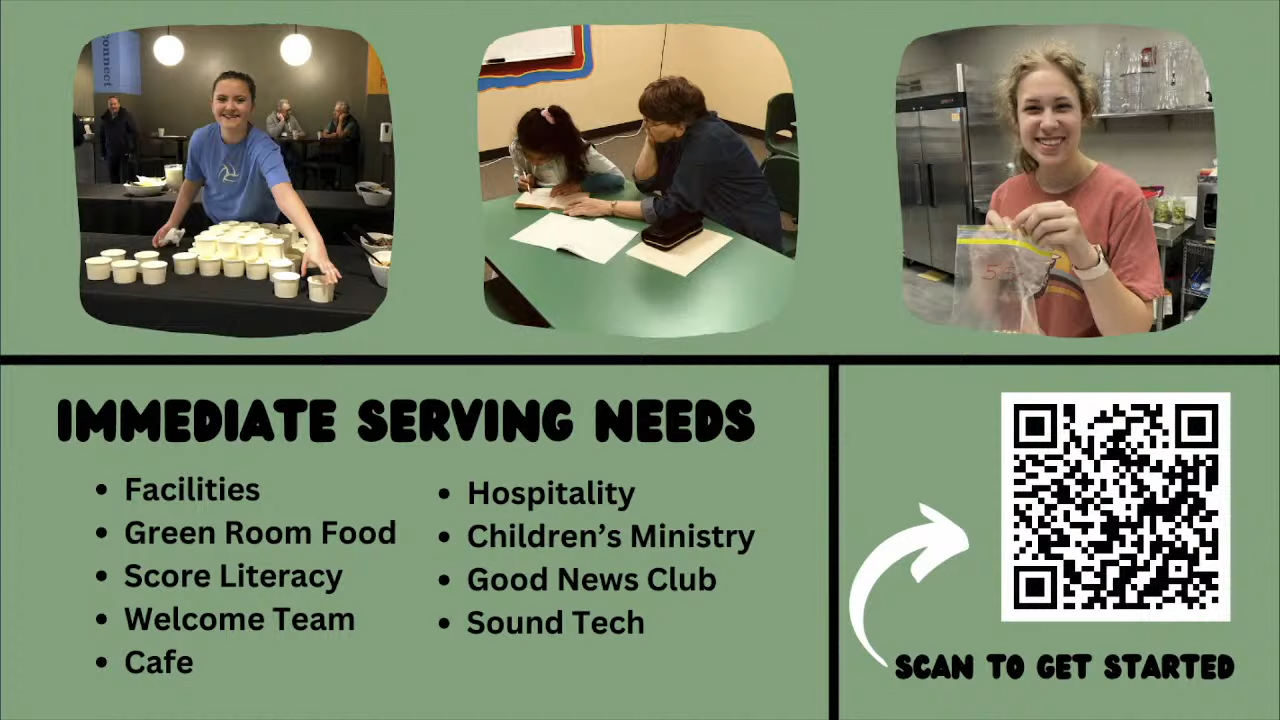 connect
IMMEDIATE SERVING NEEDS
• Facilities
• Green Room Food
• Score Literacy
• Welcome Team
• Cafe
• Hospitality
• Children’s Ministry
• Good News Club
• Sound Tech
SCAN TO GET STARTED